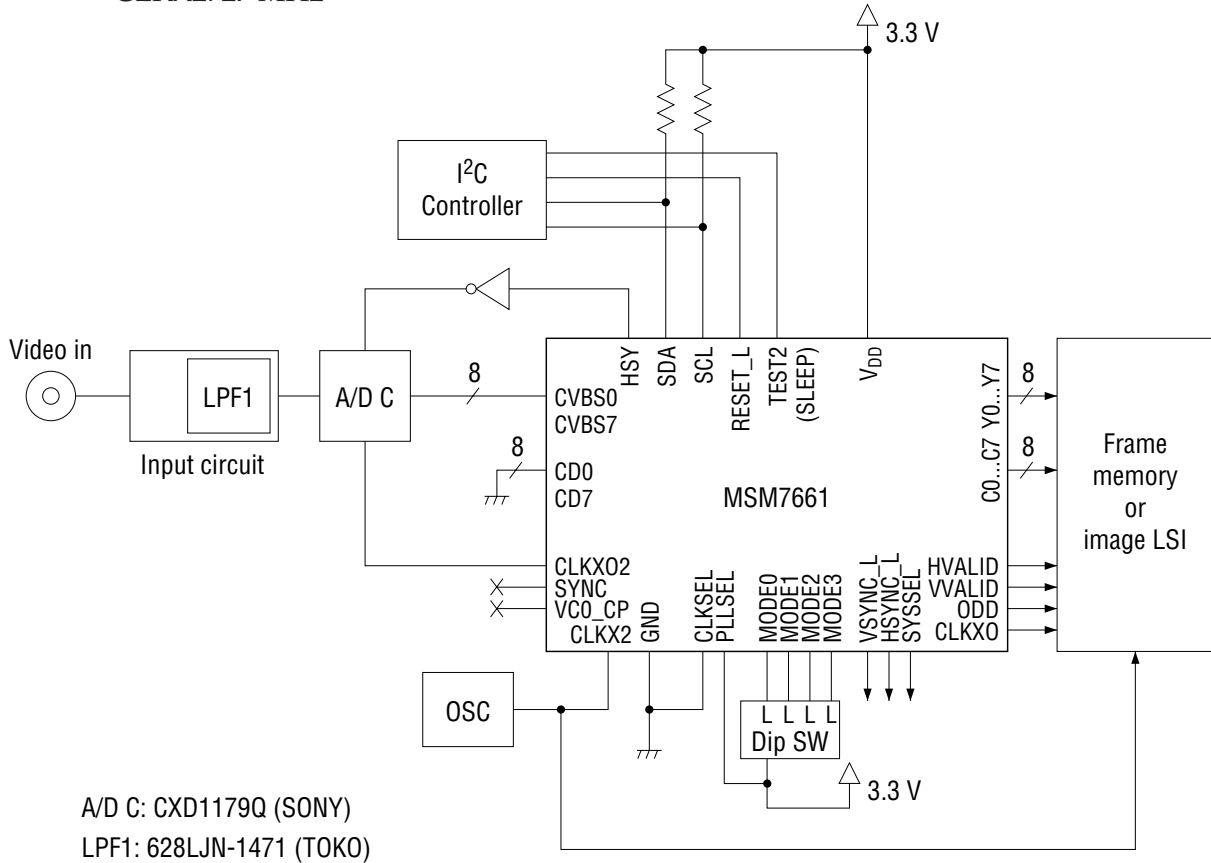 3.3 V
I²C
Controller
Video in
LPF1
Input circuit
A/D C
8
8
HSY
SDA
SCL
RESET_L
TEST2
(SLEEP)
VDD
CVBS0
CVBS7
CD0
CD7
MSM7661
Y0...Y7
C0...C7
8
8
Frame
memory
or
image LSI
CLKXO2
SYNC
VC0_CP
CLKX2
GND
CLKSEL
PLLSEL
MODE0
MODE1
MODE2
MODE3
VSYNC_L
HSYNC_L
SYSSEL
HVALID
VVALID
ODD
CLKXO
OSC
L L L L
Dip SW
3.3 V
A/D C: CXD1179Q (SONY)
LPF1: 628LJN-1471 (TOKO)